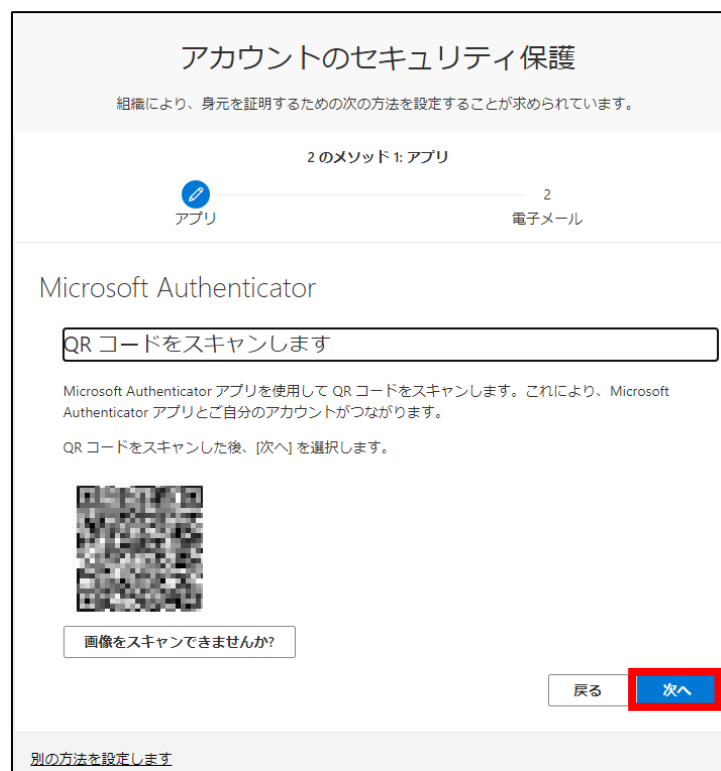 アカウントのセキュリティ保護
組織により、身元を証明するための次の方法を設定することが求められています。
2 のメソッド 1: アプリ
2
アプリ
電子メール
Microsoft Authenticator
QR コードをスキャンします
Microsoft Authenticator アプリを使用して QR コードをスキャンします。これにより、Microsoft
Authenticator アプリとご自分のアカウントがつながります。
QR コードをスキャンした後、[次へ] を選択します。
画像をスキャンできませんか?
戻る
次へ
別の方法を設定します